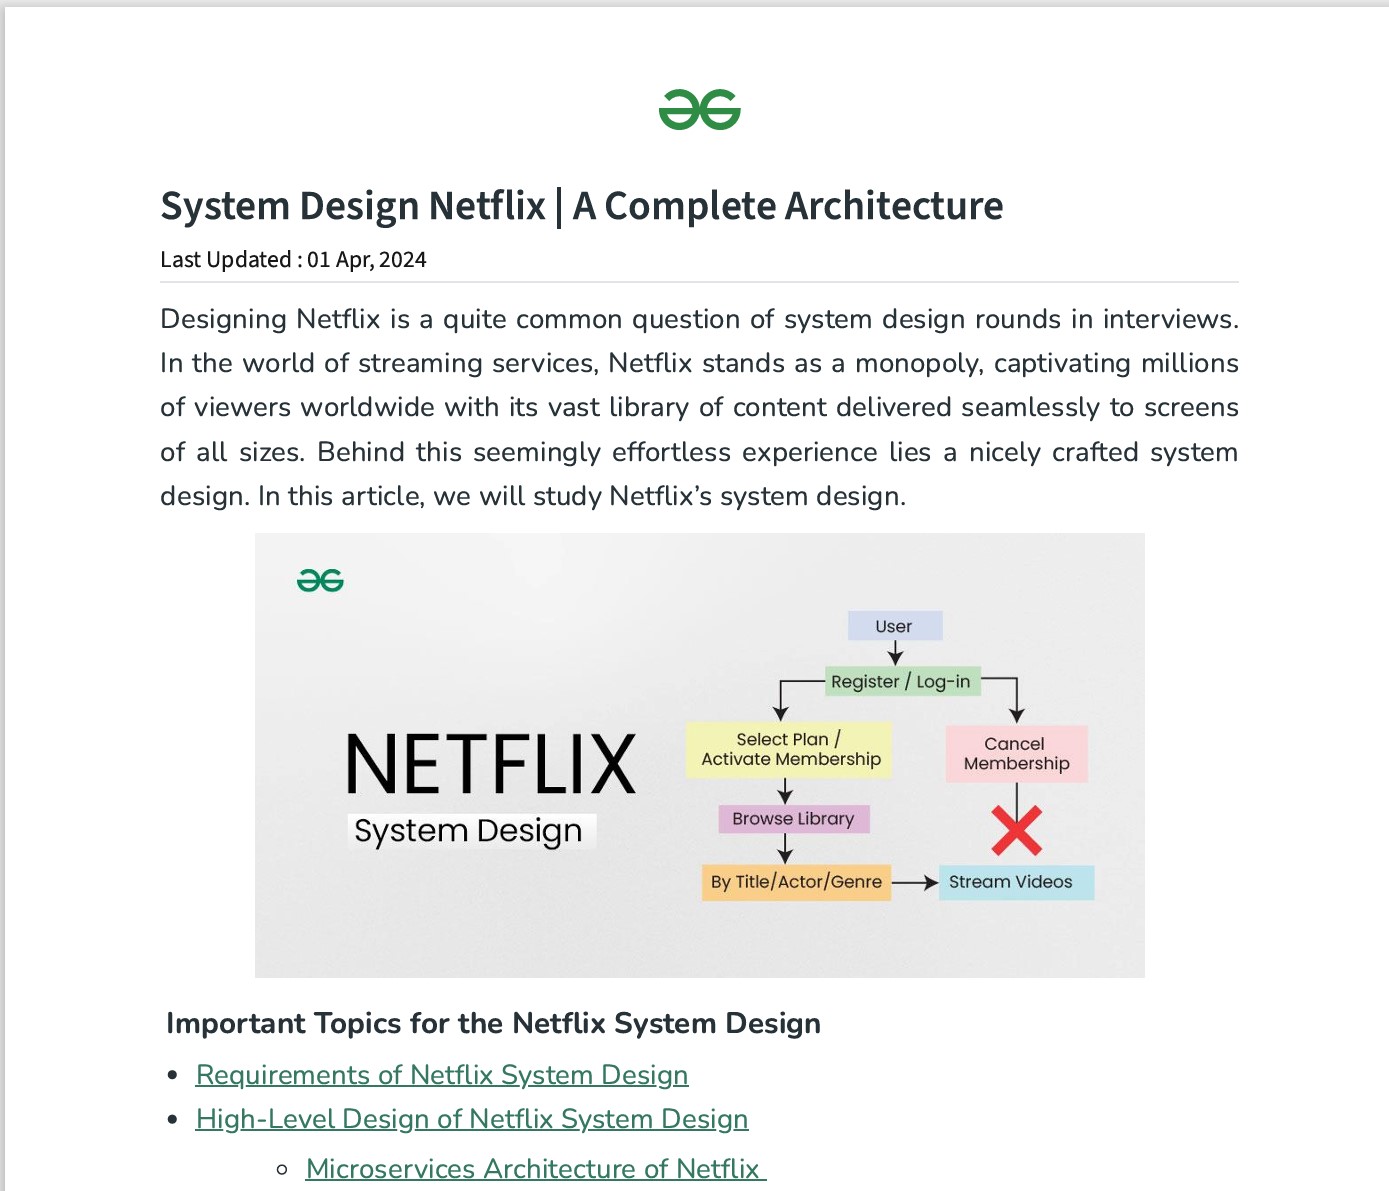 System Design Netflix | A Complete Architecture
Last Updated : 01 Apr, 2024
Designing Netflix is a quite common question of system design rounds in interviews.
In the world of streaming services, Netflix stands as a monopoly, captivating millions
of viewers worldwide with its vast library of content delivered seamlessly to screens
of all sizes. Behind this seemingly effortless experience lies a nicely crafted system
design. In this article, we will study Netflix’s system design.
NETFLIX
System Design
User
Register / Log-in
Select Plan /
Activate Membership
Cancel
Membership
Browse Library
By Title/Actor/Genre
Stream Videos
Important Topics for the Netflix System Design
Requirements of Netflix System Design
High-Level Design of Netflix System Design
Microservices Architecture of Netflix